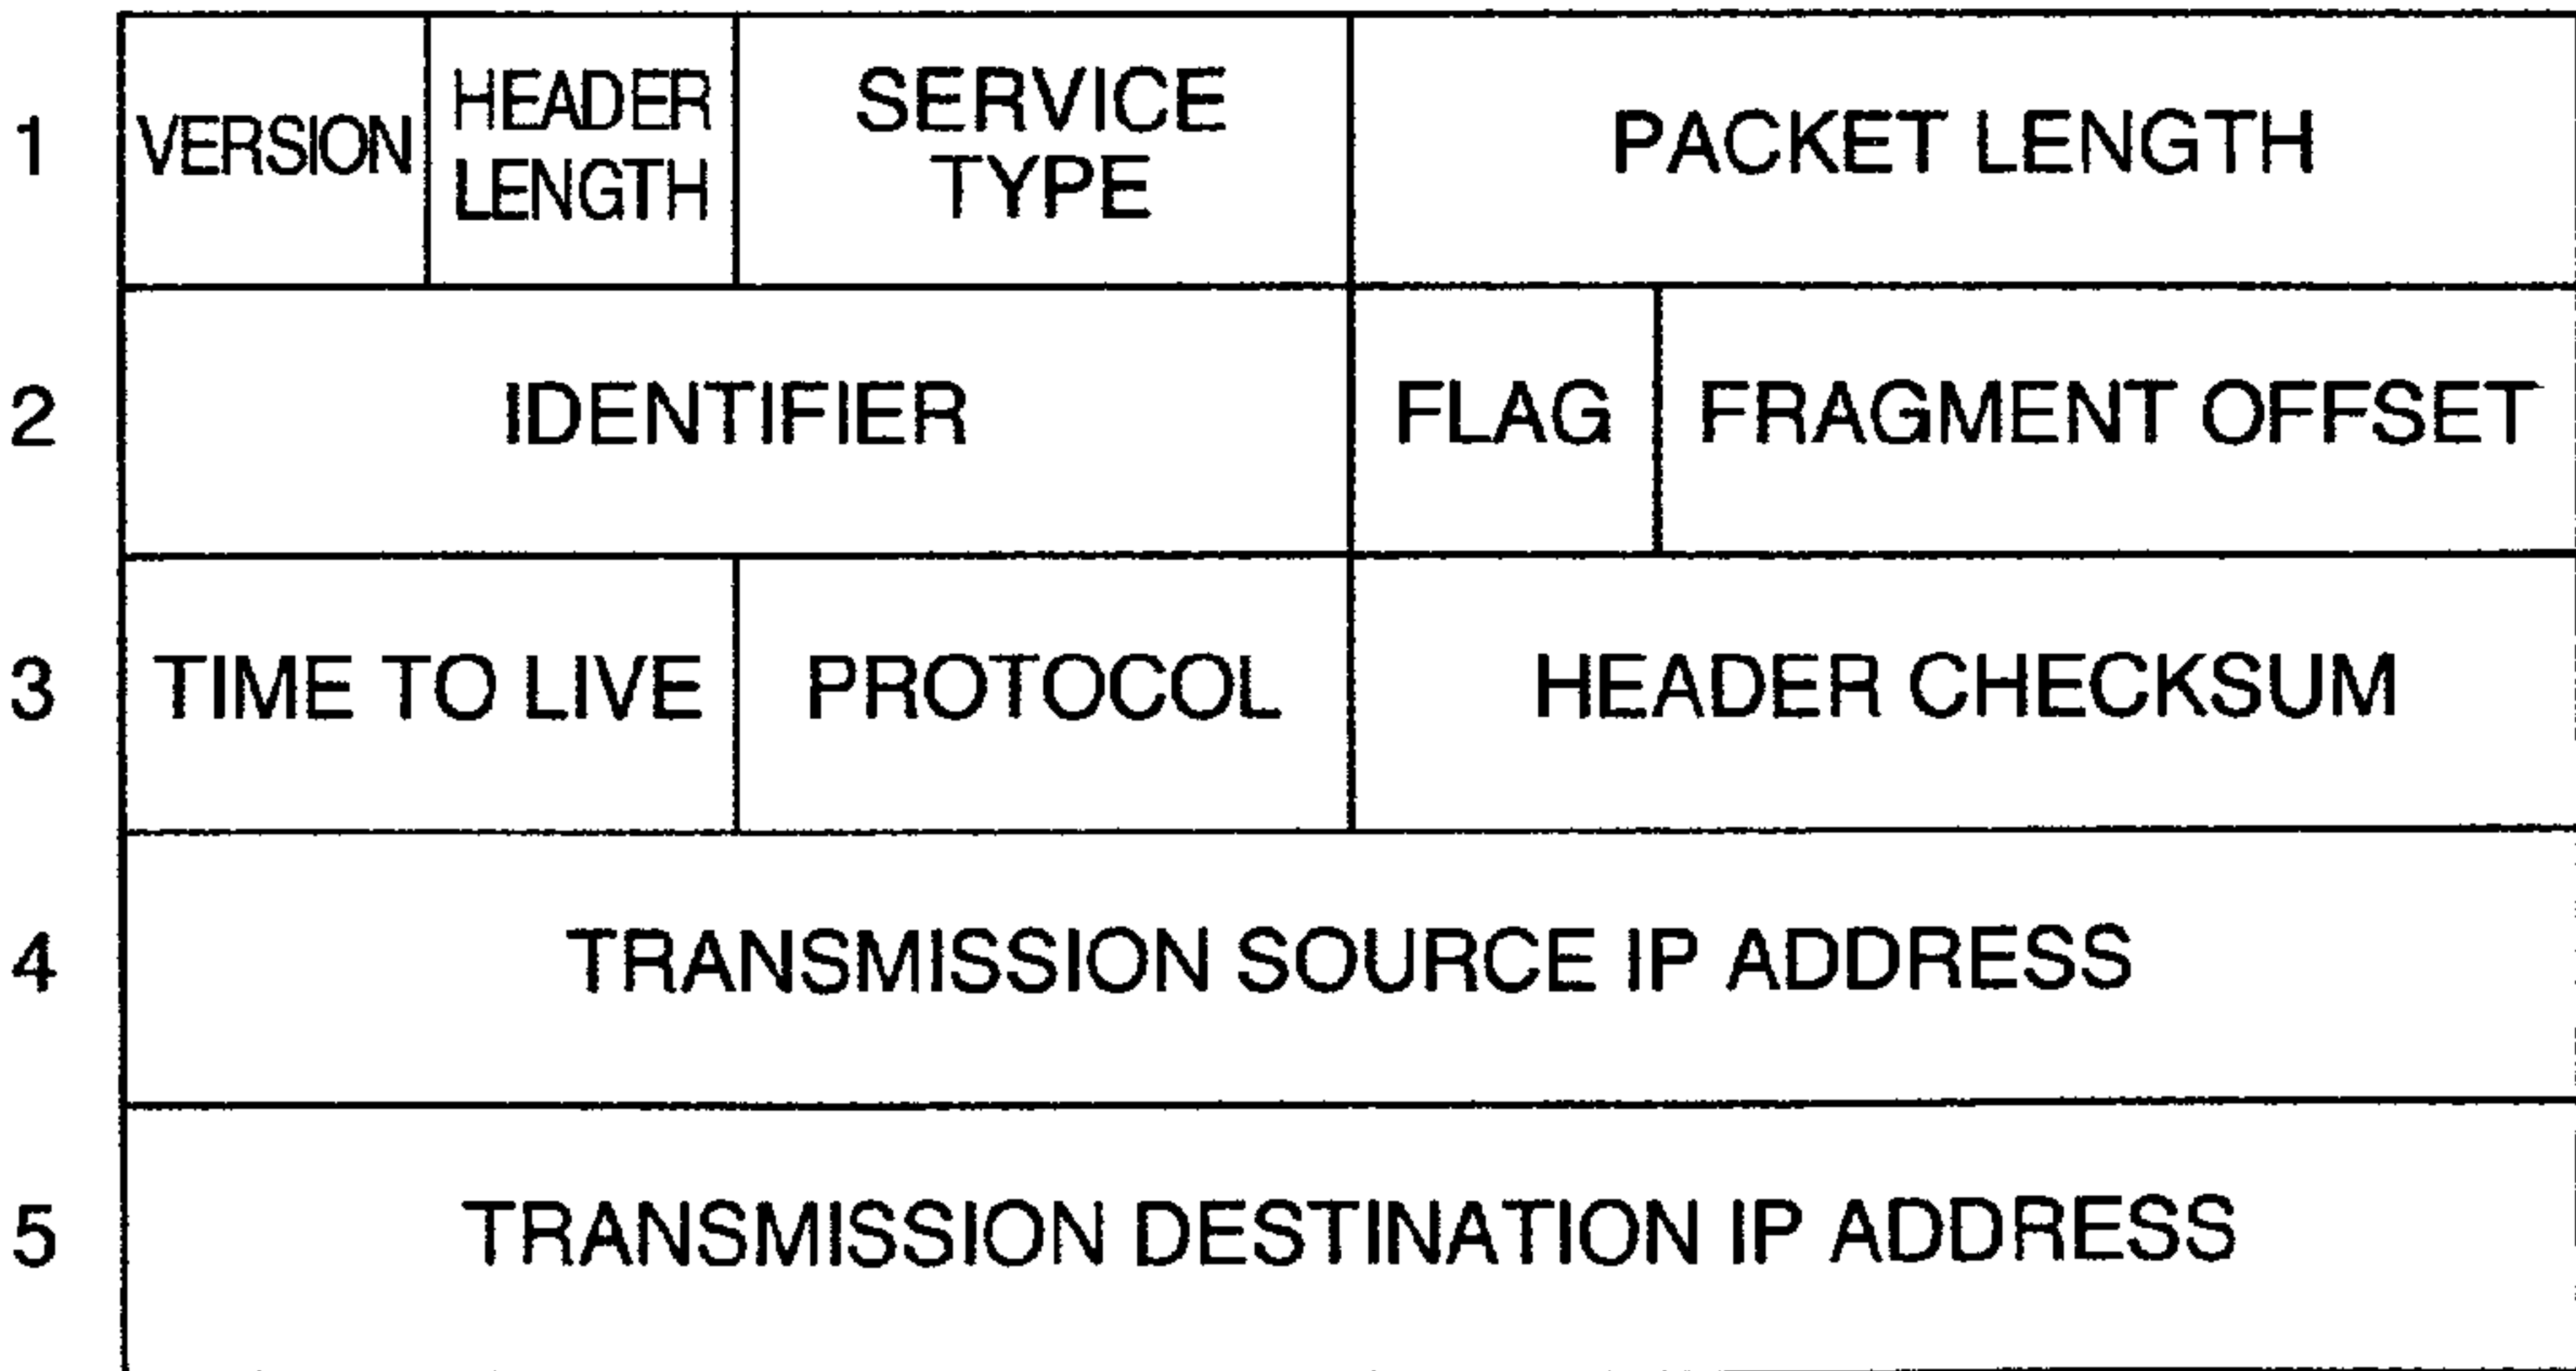 1 VERSION HEADER LENGTH SERVICE TYPE PACKET LENGTH
2 IDENTIFIER FLAG FRAGMENT OFFSET
3 TIME TO LIVE PROTOCOL HEADER CHECKSUM
4 TRANSMISSION SOURCE IP ADDRESS
5 TRANSMISSION DESTINATION IP ADDRESS